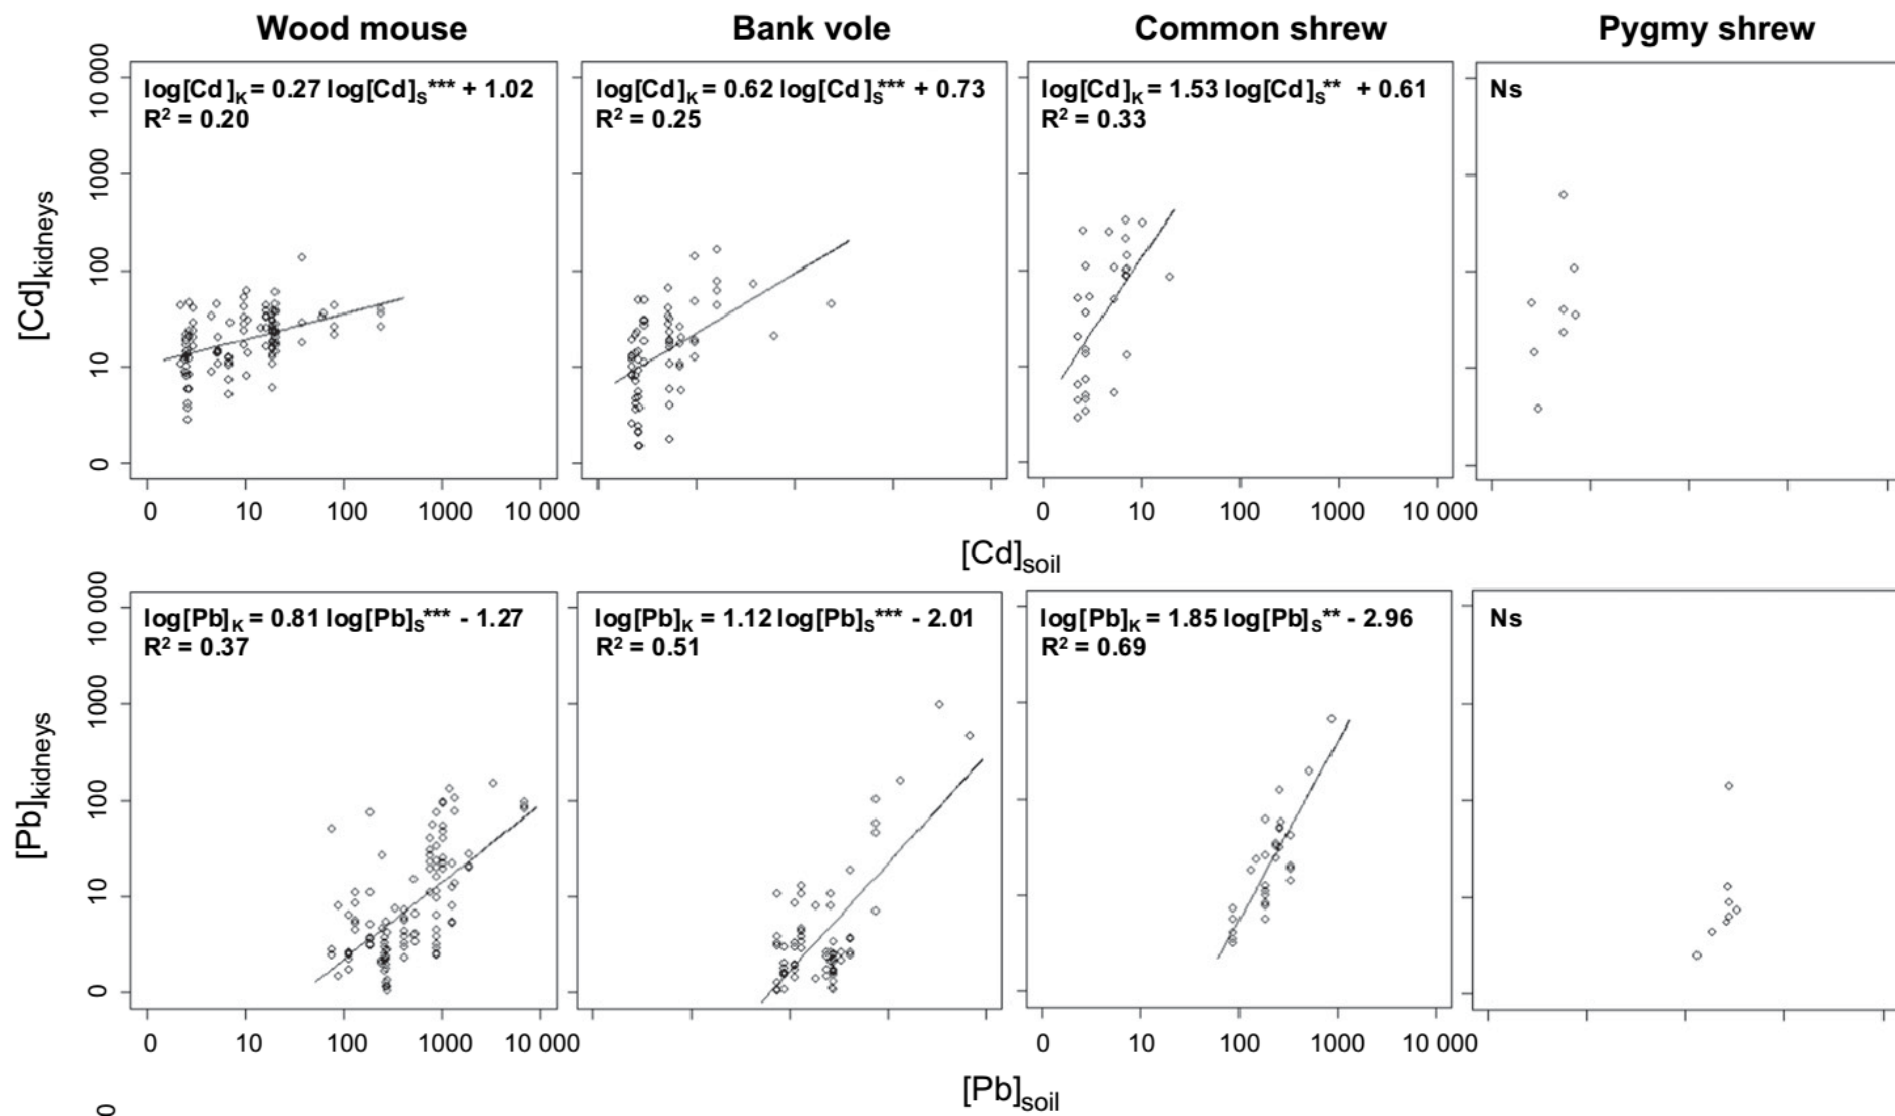 Wood mouse Bank vole Common shrew Pygmy shrew
log[Cd]K = 0.27 log[Cd]S*** + 1.02
R2 = 0.20
log[Cd]K = 0.62 log[Cd]S*** + 0.73
R2 = 0.25
log[Cd]K = 1.53 log[Cd]S** + 0.61
R2 = 0.33
Ns
[Cd]kidneys
10 000
1000
100
10
0
0 10 100 1000 10 000
0 10 100 1000 10 000
[Cd]soil
log[Pb]K = 0.81 log[Pb]S*** - 1.27
R2 = 0.37
log[Pb]K = 1.12 log[Pb]S*** - 2.01
R2 = 0.51
log[Pb]K = 1.85 log[Pb]S** - 2.96
R2 = 0.69
Ns
[Pb]kidneys
10 000
1000
100
10
0
0 10 100 1000 10 000
0 10 100 1000 10 000
[Pb]soil
0